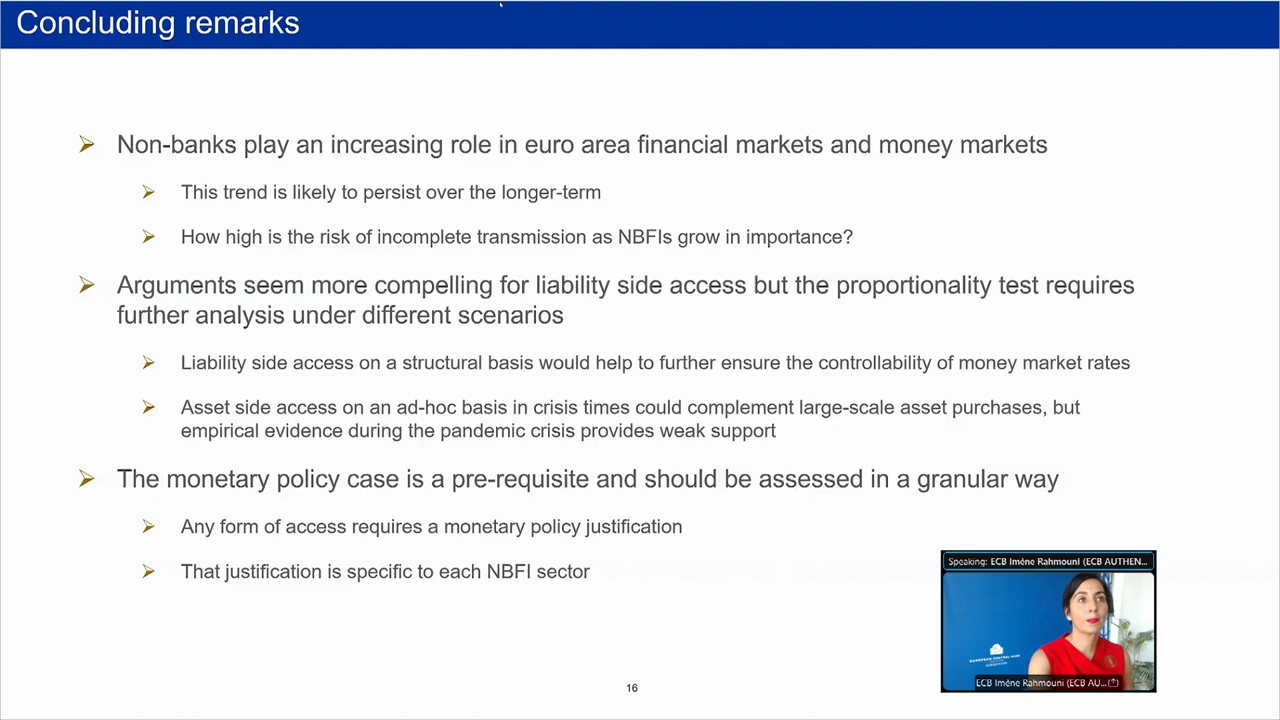 Concluding remarks
Non-banks play an increasing role in euro area financial markets and money markets
This trend is likely to persist over the longer-term
How high is the risk of incomplete transmission as NBFIs grow in importance?
Arguments seem more compelling for liability side access but the proportionality test requires
further analysis under different scenarios
Liability side access on a structural basis would help to further ensure the controllability of money market rates
Asset side access on an ad-hoc basis in crisis times could complement large-scale asset purchases, but
empirical evidence during the pandemic crisis provides weak support
The monetary policy case is a pre-requisite and should be assessed in a granular way
Any form of access requires a monetary policy justification
That justification is specific to each NBFI sector
Speaking: ECB Iméne Rahmouni (ECB AUTHEN...
EUROPEAN CENTRAL BANK
EUROSYSTEM
ECB Iméne Rahmouni (ECB AU...
16